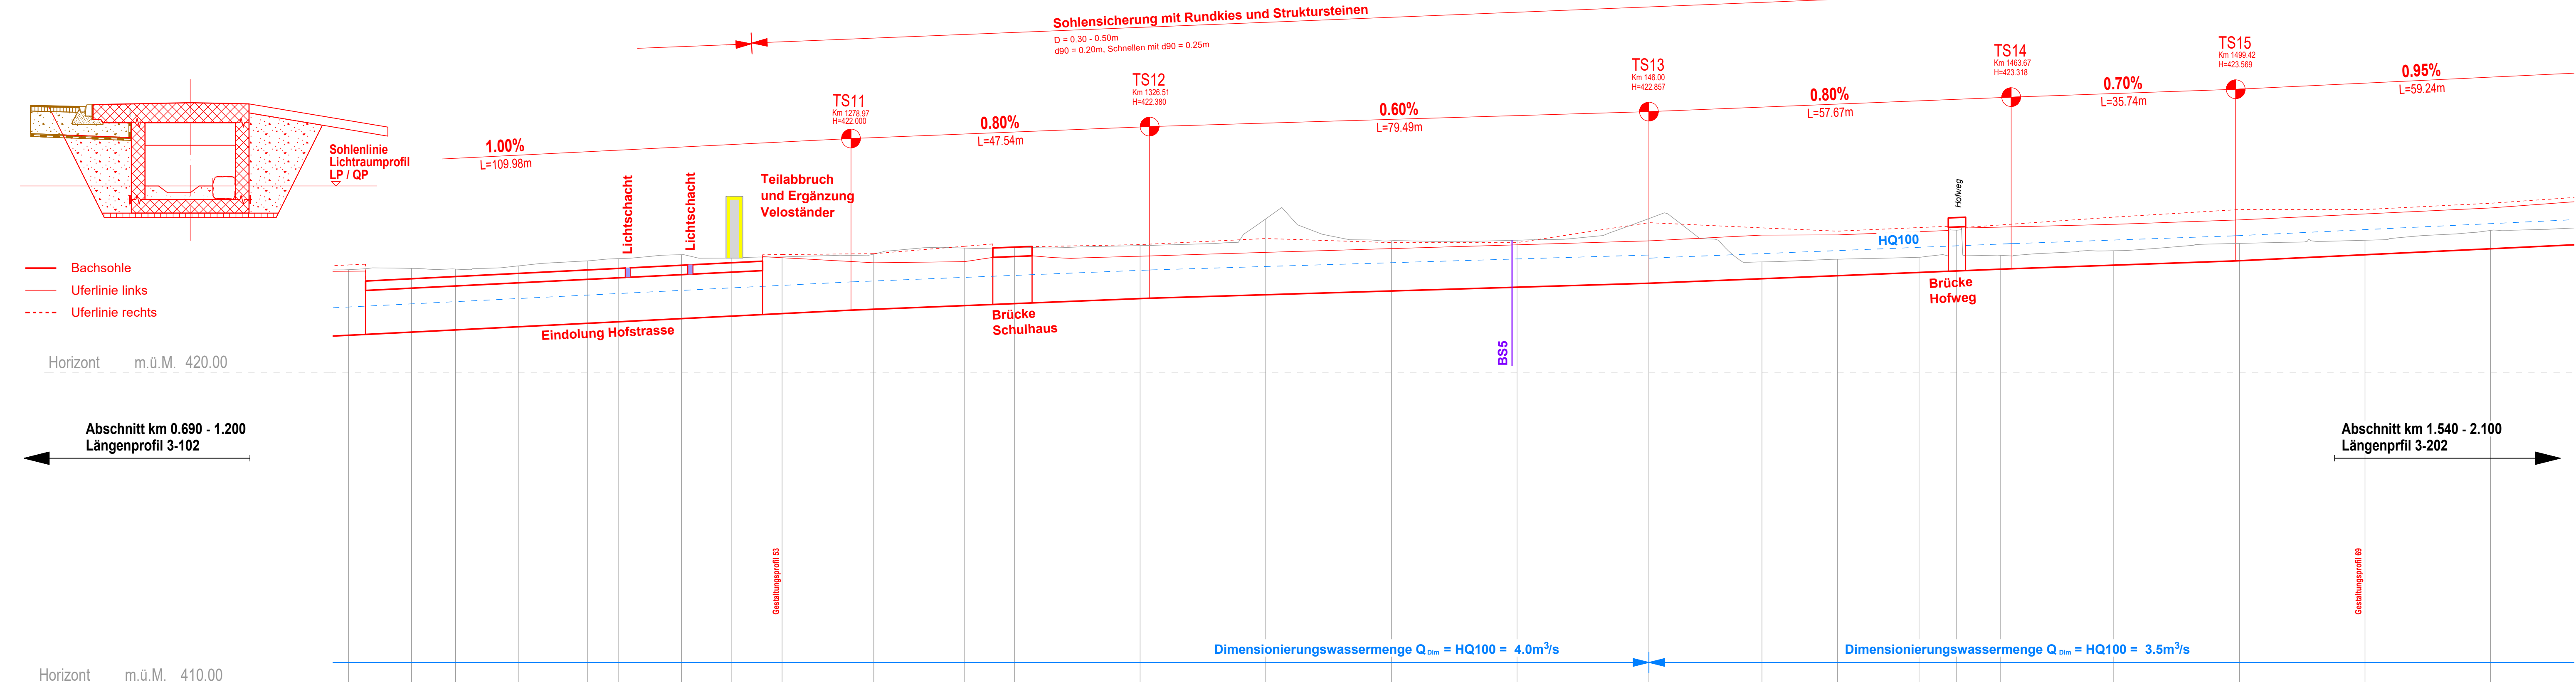 Sohlensicherung mit Rundkies und Struktursteinen
D = 0.30 - 0.50m
d90 = 0.20m, Schnellen mit d90 = 0.25m
TS11
Km 1278.97
H=422.000
TS12
Km 1326.51
H=422.380
TS13
Km 146.00
H=422.857
TS14
Km 1463.67
H=423.318
TS15
Km 1499.42
H=423.569
1.00%
L=109.98m
0.80%
L=47.54m
0.60%
L=79.49m
0.80%
L=57.67m
0.70%
L=35.74m
0.95%
L=59.24m
Sohlenlinie
Lichtraumprofil
LP / QP
Lichtschacht
Lichtschacht
Teilabbruch
und Ergänzung
Veloständer
Hofweg
HQ100
Bachsohle
Uferlinie links
Uferlinie rechts
Eindolung Hofstrasse
Brücke
Schulhaus
BS5
Brücke
Hofweg
Horizont m.ü.M. 420.00
Abschnitt km 0.690 - 1.200
Längenprofil 3-102
Abschnitt km 1.540 - 2.100
Längenprfil 3-202
Gestaltungsprofil 53
Gestaltungsprofil 69
Dimensionierungswassermenge Q Dim = HQ100 = 4.0m³/s
Dimensionierungswassermenge Q Dim = HQ100 = 3.5m³/s
Horizont m.ü.M. 410.00